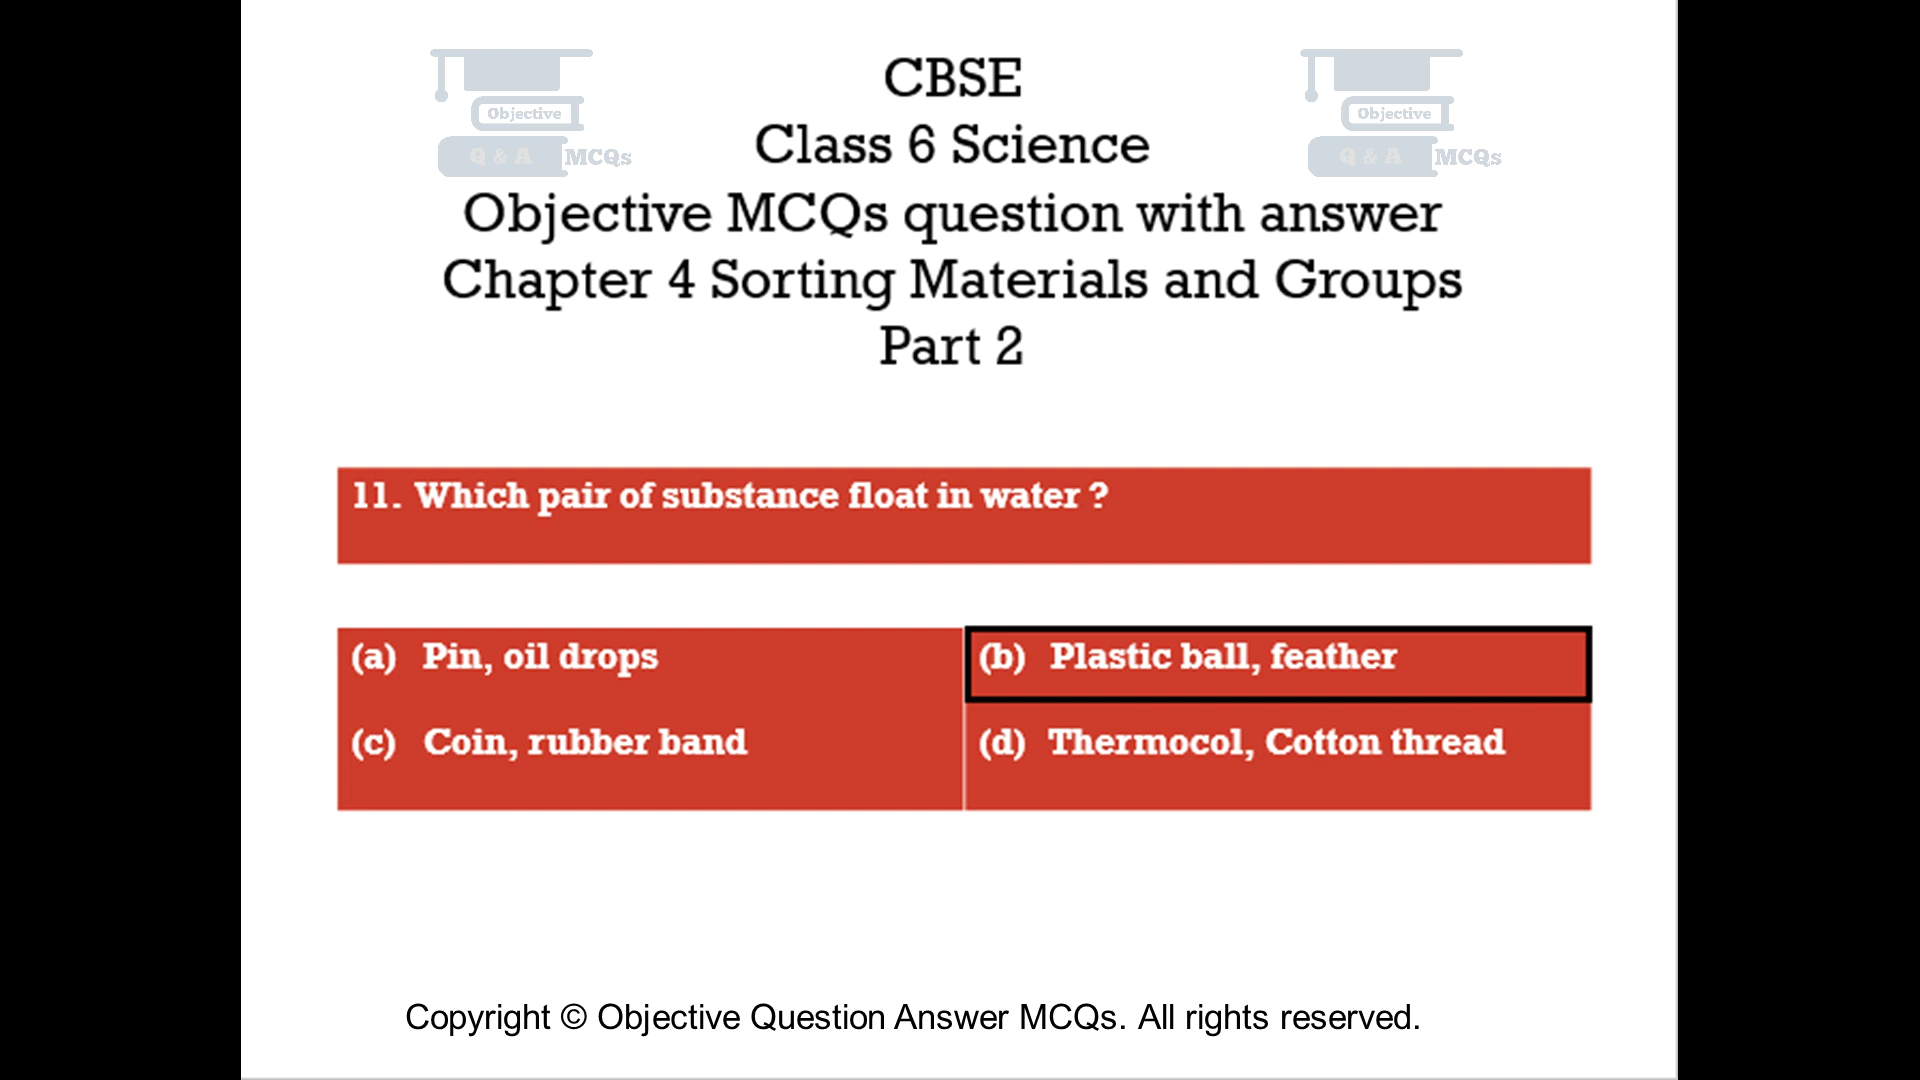 Objective
Q & A MCQs
Objective
Q & A MCQs
CBSE
Class 6 Science
Objective MCQs question with answer
Chapter 4 Sorting Materials and Groups
Part 2
11. Which pair of substance float in water ?
(a) Pin, oil drops
(b) Plastic ball, feather
(c) Coin, rubber band
(d) Thermocol, Cotton thread
Copyright © Objective Question Answer MCQs. All rights reserved.